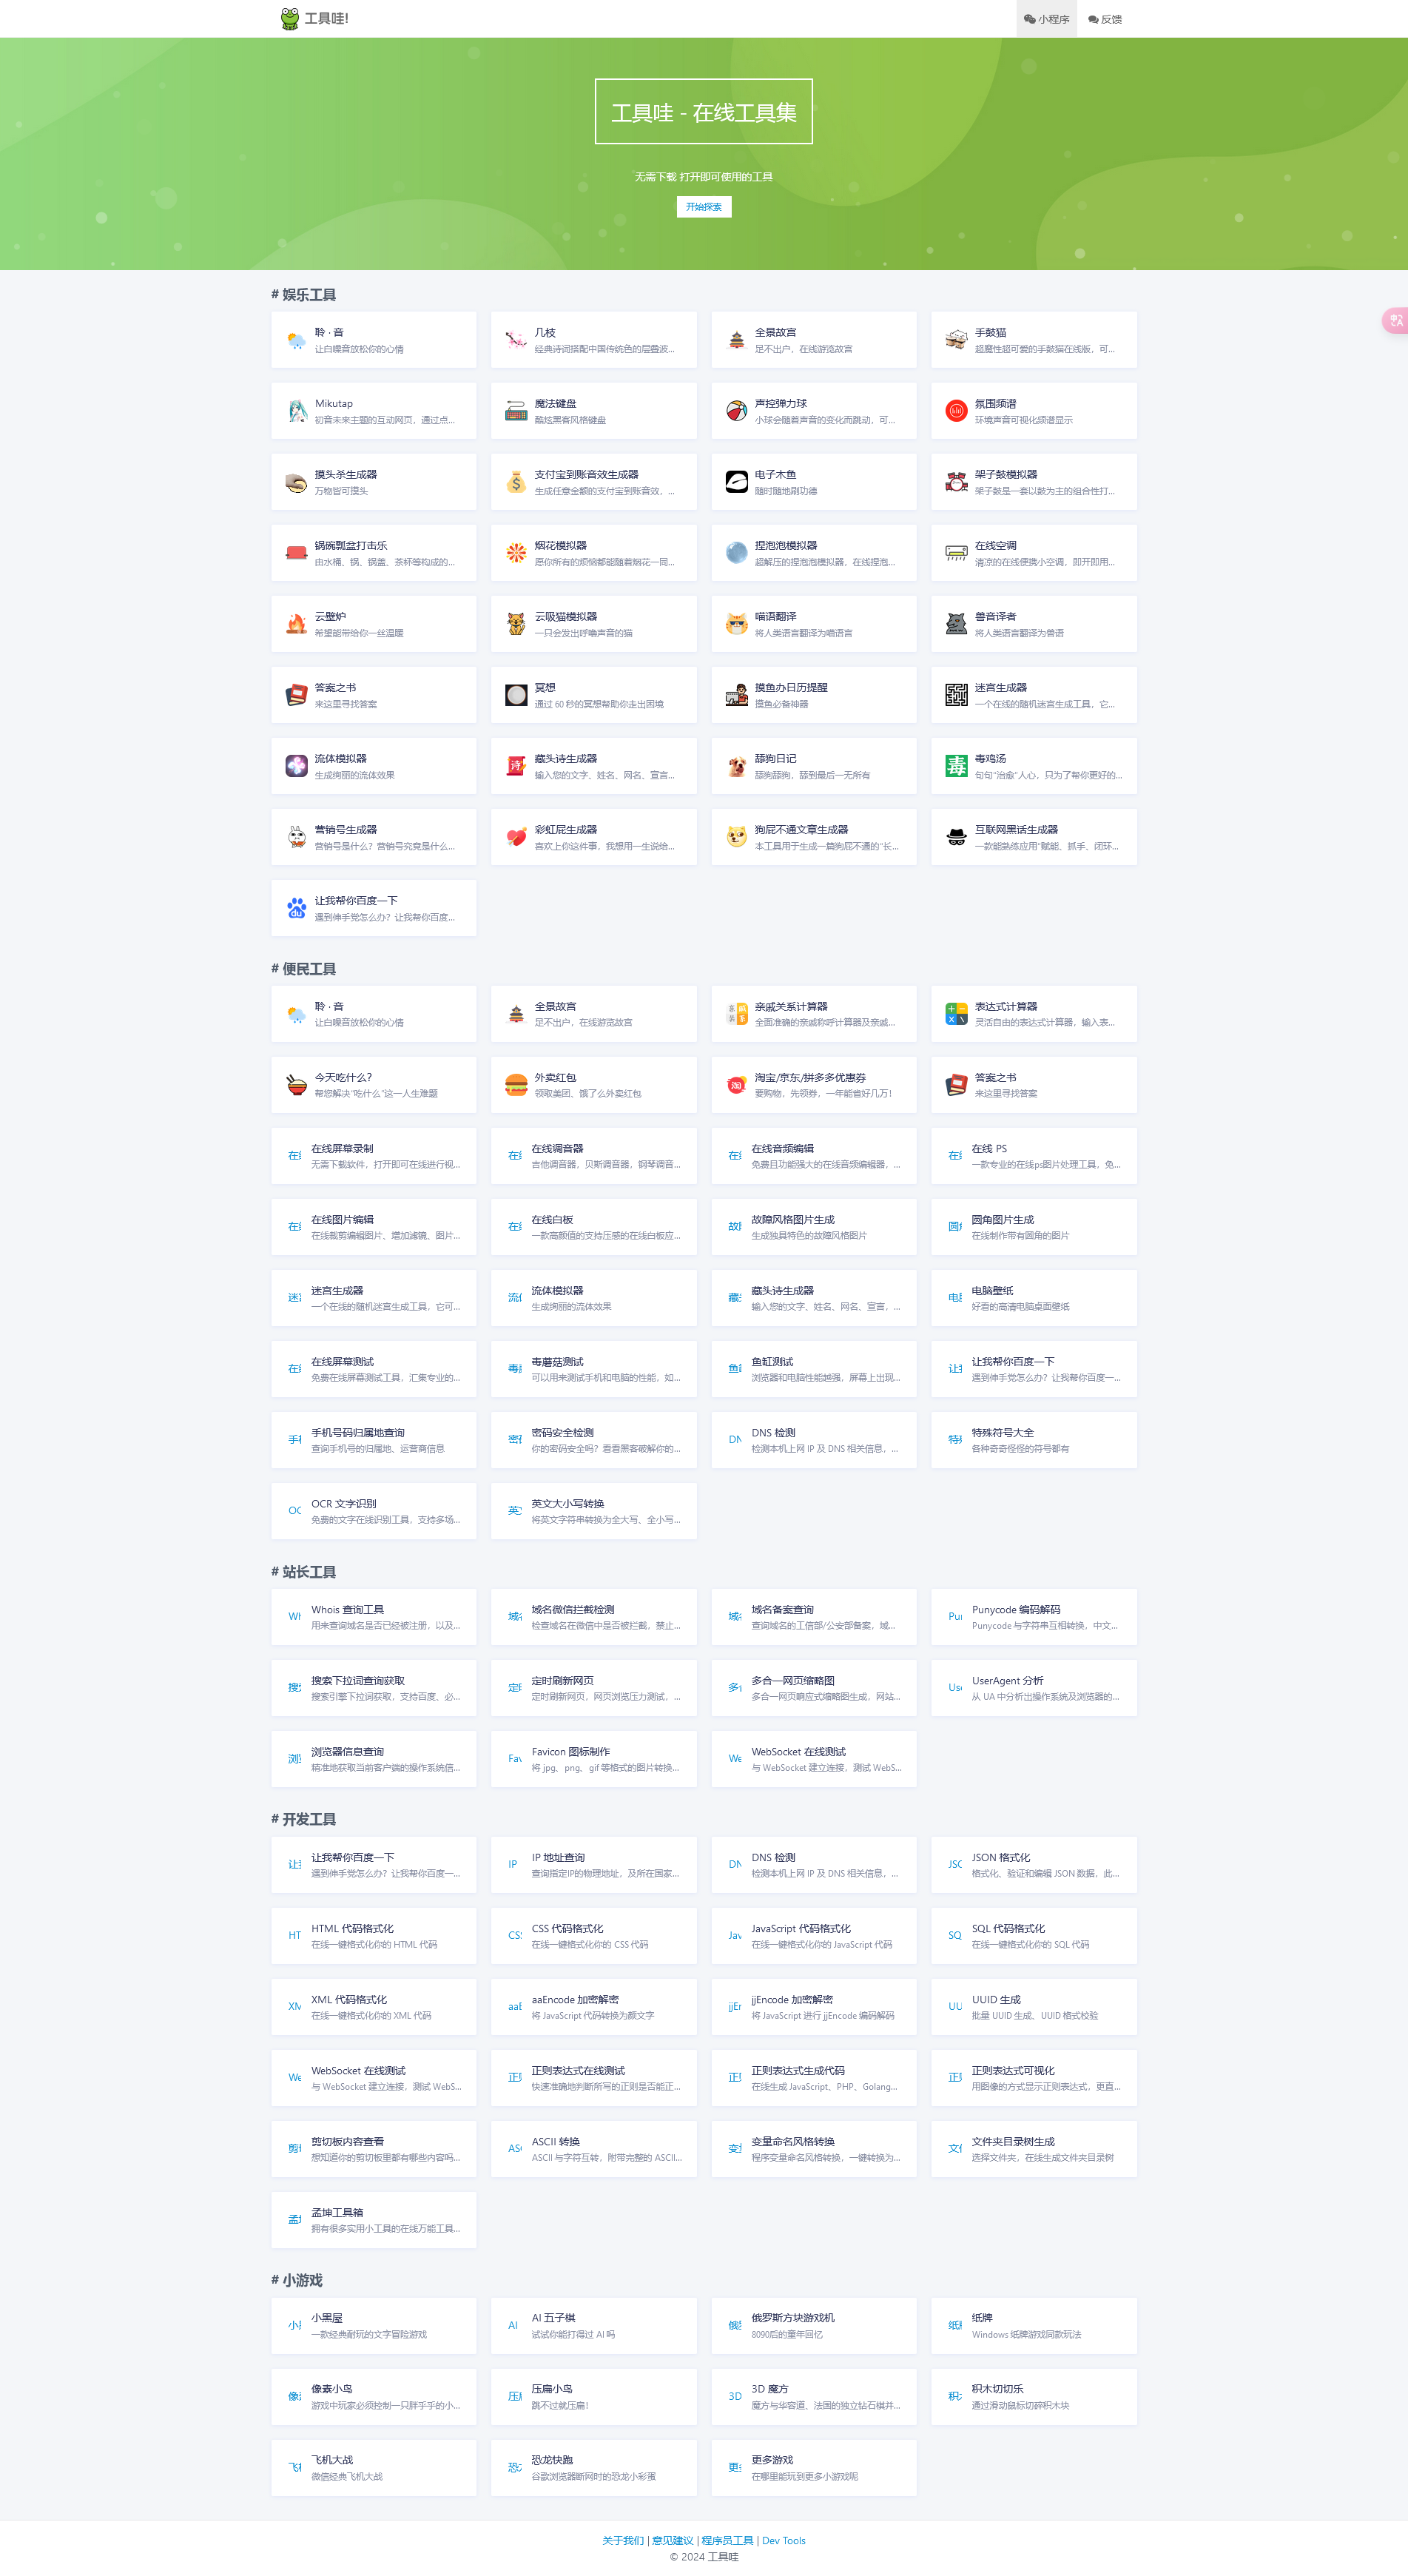 工具哇!
小程序
反馈
工具哇 - 在线工具集
无需下载 打开即可使用的工具
开始探索
# 娱乐工具
聆 · 音
让白噪音放松你的心情
几枝
经典诗词搭配中国传统色的层叠波...
全景故宫
足不出户，在线游览故宫
手鼓猫
超魔性超可爱的手鼓猫在线版，可...
Mikutap
初音未来主题的互动网页，通过点...
魔法键盘
酷炫黑客风格键盘
声控弹力球
小球会随着声音的变化而跳动，可...
氛围频谱
环境声音可视化频谱显示
摸头杀生成器
万物皆可摸头
支付宝到账音效生成器
生成任意金额的支付宝到账音效，...
电子木鱼
随时随地刷功德
架子鼓模拟器
架子鼓是一套以鼓为主的组合性打...
锅碗瓢盆打击乐
由水桶、锅、锅盖、茶杯等构成的...
烟花模拟器
愿你所有的烦恼都能随着烟花一同...
捏泡泡模拟器
超解压的捏泡泡模拟器，在线捏泡...
在线空调
清凉的在线便携小空调，即开即用...
云壁炉
希望能带给你一丝温暖
云吸猫模拟器
一只会发出呼噜声音的猫
喵语翻译
将人类语言翻译为喵语言
兽音译者
将人类语言翻译为兽语
答案之书
来这里寻找答案
冥想
通过 60 秒的冥想帮助你走出困境
摸鱼办日历提醒
摸鱼必备神器
迷宫生成器
一个在线的随机迷宫生成工具，它...
流体模拟器
生成绚丽的流体效果
藏头诗生成器
输入您的文字、姓名、网名、宣言...
舔狗日记
舔狗舔狗，舔到最后一无所有
毒鸡汤
句句"治愈"人心，只为了帮你更好的...
营销号生成器
营销号是什么？营销号究竟是什么...
彩虹屁生成器
喜欢上你这件事，我想用一生说给...
狗屁不通文章生成器
本工具用于生成一篇狗屁不通的"长...
互联网黑话生成器
一款能熟练应用"赋能、抓手、闭环...
让我帮你百度一下
遇到伸手党怎么办？让我帮你百度...
# 便民工具
聆 · 音
让白噪音放松你的心情
全景故宫
足不出户，在线游览故宫
亲戚关系计算器
全面准确的亲戚称呼计算器及亲戚...
表达式计算器
灵活自由的表达式计算器，输入表...
今天吃什么？
帮您解决"吃什么"这一人生难题
外卖红包
领取美团、饿了么外卖红包
淘宝/京东/拼多多优惠券
要购物，先领券，一年能省好几万！
答案之书
来这里寻找答案
在线屏幕录制
无需下载软件，打开即可在线进行视...
在线调音器
吉他调音器，贝斯调音器，钢琴调音...
在线音频编辑
免费且功能强大的在线音频编辑器，...
在线 PS
一款专业的在线ps图片处理工具，免...
在线图片编辑
在线裁剪编辑图片、增加滤镜、图片...
在线白板
一款高颜值的支持压感的在线白板应...
故障风格图片生成
生成独具特色的故障风格图片
圆角图片生成
在线制作带有圆角的图片
迷宫生成器
一个在线的随机迷宫生成工具，它可...
流体模拟器
生成绚丽的流体效果
藏头诗生成器
输入您的文字、姓名、网名、宣言，...
电脑壁纸
好看的高清电脑桌面壁纸
在线屏幕测试
免费在线屏幕测试工具，汇集专业的...
毒蘑菇测试
可以用来测试手机和电脑的性能，如...
鱼缸测试
浏览器和电脑性能越强，屏幕上出现...
让我帮你百度一下
遇到伸手党怎么办？让我帮你百度一...
手机号码归属地查询
查询手机号的归属地、运营商信息
密码安全检测
你的密码安全吗？看看黑客破解你的...
DNS 检测
检测本机上网 IP 及 DNS 相关信息，...
特殊符号大全
各种奇奇怪怪的符号都有
OCR 文字识别
免费的文字在线识别工具，支持多场...
英文大小写转换
将英文字符串转换为全大写、全小写...
# 站长工具
Whois 查询工具
用来查询域名是否已经被注册，以及...
域名微信拦截检测
检查域名在微信中是否被拦截，禁止...
域名备案查询
查询域名的工信部/公安部备案，域...
Punycode 编码解码
Punycode 与字符串互相转换，中文...
搜索下拉词查询获取
搜索引擎下拉词获取，支持百度、必...
定时刷新网页
定时刷新网页，网页浏览压力测试，...
多合一网页缩略图
多合一网页响应式缩略图生成，网站...
UserAgent 分析
从 UA 中分析出操作系统及浏览器的...
浏览器信息查询
精准地获取当前客户端的操作系统信...
Favicon 图标制作
将 jpg、png、gif 等格式的图片转换...
WebSocket 在线测试
与 WebSocket 建立连接，测试 WebS...
# 开发工具
让我帮你百度一下
遇到伸手党怎么办？让我帮你百度一...
IP 地址查询
查询指定IP的物理地址，及所在国家...
DNS 检测
检测本机上网 IP 及 DNS 相关信息，...
JSON 格式化
格式化、验证和编辑 JSON 数据，此...
HTML 代码格式化
在线一键格式化你的 HTML 代码
CSS 代码格式化
在线一键格式化你的 CSS 代码
JavaScript 代码格式化
在线一键格式化你的 JavaScript 代码
SQL 代码格式化
在线一键格式化你的 SQL 代码
XML 代码格式化
在线一键格式化你的 XML 代码
aaEncode 加密解密
将 JavaScript 代码转换为颜文字
jjEncode 加密解密
将 JavaScript 进行 jjEncode 编码解码
UUID 生成
批量 UUID 生成、UUID 格式校验
WebSocket 在线测试
与 WebSocket 建立连接，测试 WebS...
正则表达式在线测试
快速准确地判断所写的正则是否能正...
正则表达式生成代码
在线生成 JavaScript、PHP、Golang...
正则表达式可视化
用图像的方式显示正则表达式，更直...
剪切板内容查看
想知道你的剪切板里都有哪些内容吗...
ASCII 转换
ASCII 与字符互转，附带完整的 ASCII...
变量命名风格转换
程序变量命名风格转换，一键转换为...
文件夹目录树生成
选择文件夹，在线生成文件夹目录树
孟坤工具箱
拥有很多实用小工具的在线万能工具...
# 小游戏
小黑屋
一款经典耐玩的文字冒险游戏
AI 五子棋
试试你能打得过 AI 吗
俄罗斯方块游戏机
8090后的童年回忆
纸牌
Windows 纸牌游戏同款玩法
像素小鸟
游戏中玩家必须控制一只胖乎乎的小...
压扁小鸟
跳不过就压扁！
3D 魔方
魔方与华容道，法国的独立钻石棋并...
积木切切乐
通过滑动鼠标切碎积木块
飞机大战
微信经典飞机大战
恐龙快跑
谷歌浏览器断网时的恐龙小彩蛋
更多游戏
在哪里能玩到更多小游戏呢
关于我们 | 意见建议 | 程序员工具 | Dev Tools
© 2024 工具哇